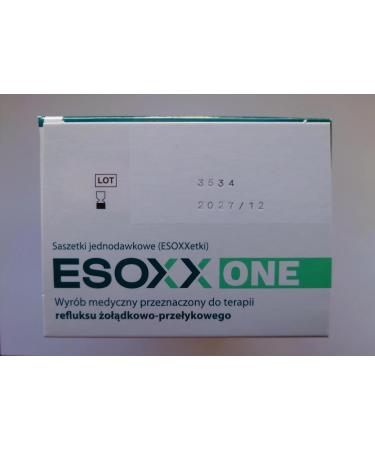 LOT
3534
2027/12
Saszetki jednodawkowe (ESOXXetki)
ESOXX ONE
Wyrób medyczny przeznaczony do terapii
refluksu żołądkowo-przełykowego